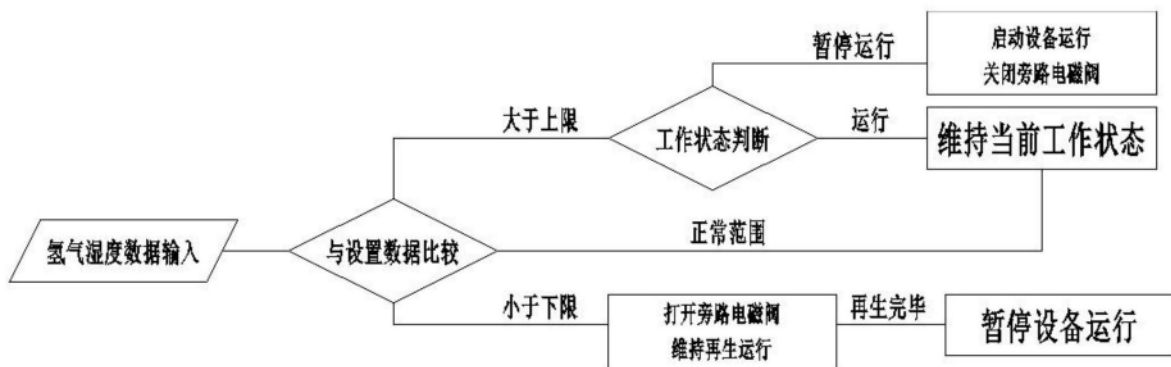 暂停运行
启动设备运行
关闭旁路电磁阀
大于上限
工作状态判断
运行
维持当前工作状态
氢气湿度数据输入
与设置数据比较
正常范围
小于下限
打开旁路电磁阀
维持再生运行
再生完毕
暂停设备运行